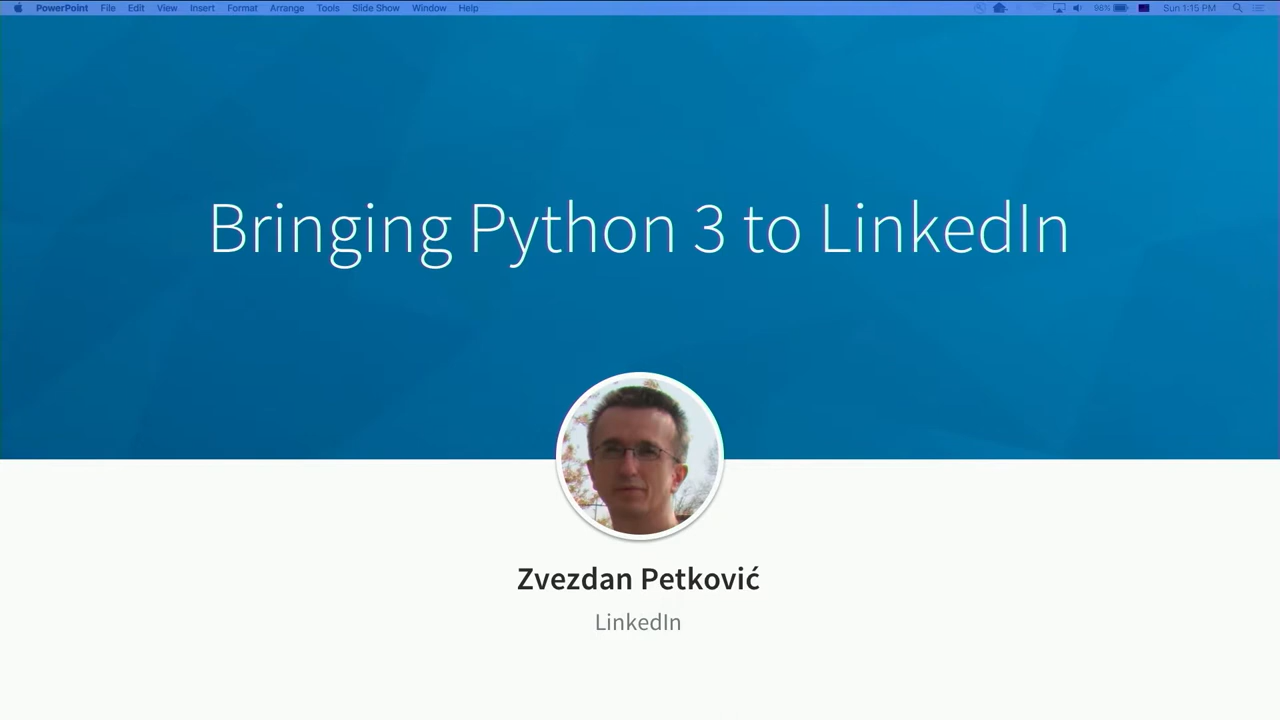 PowerPoint File Edit View Insert Format Arrange Tools Slide Show Window Help 96% Sun 1:15 PM
Bringing Python 3 to LinkedIn
Zvezdan Petković
LinkedIn